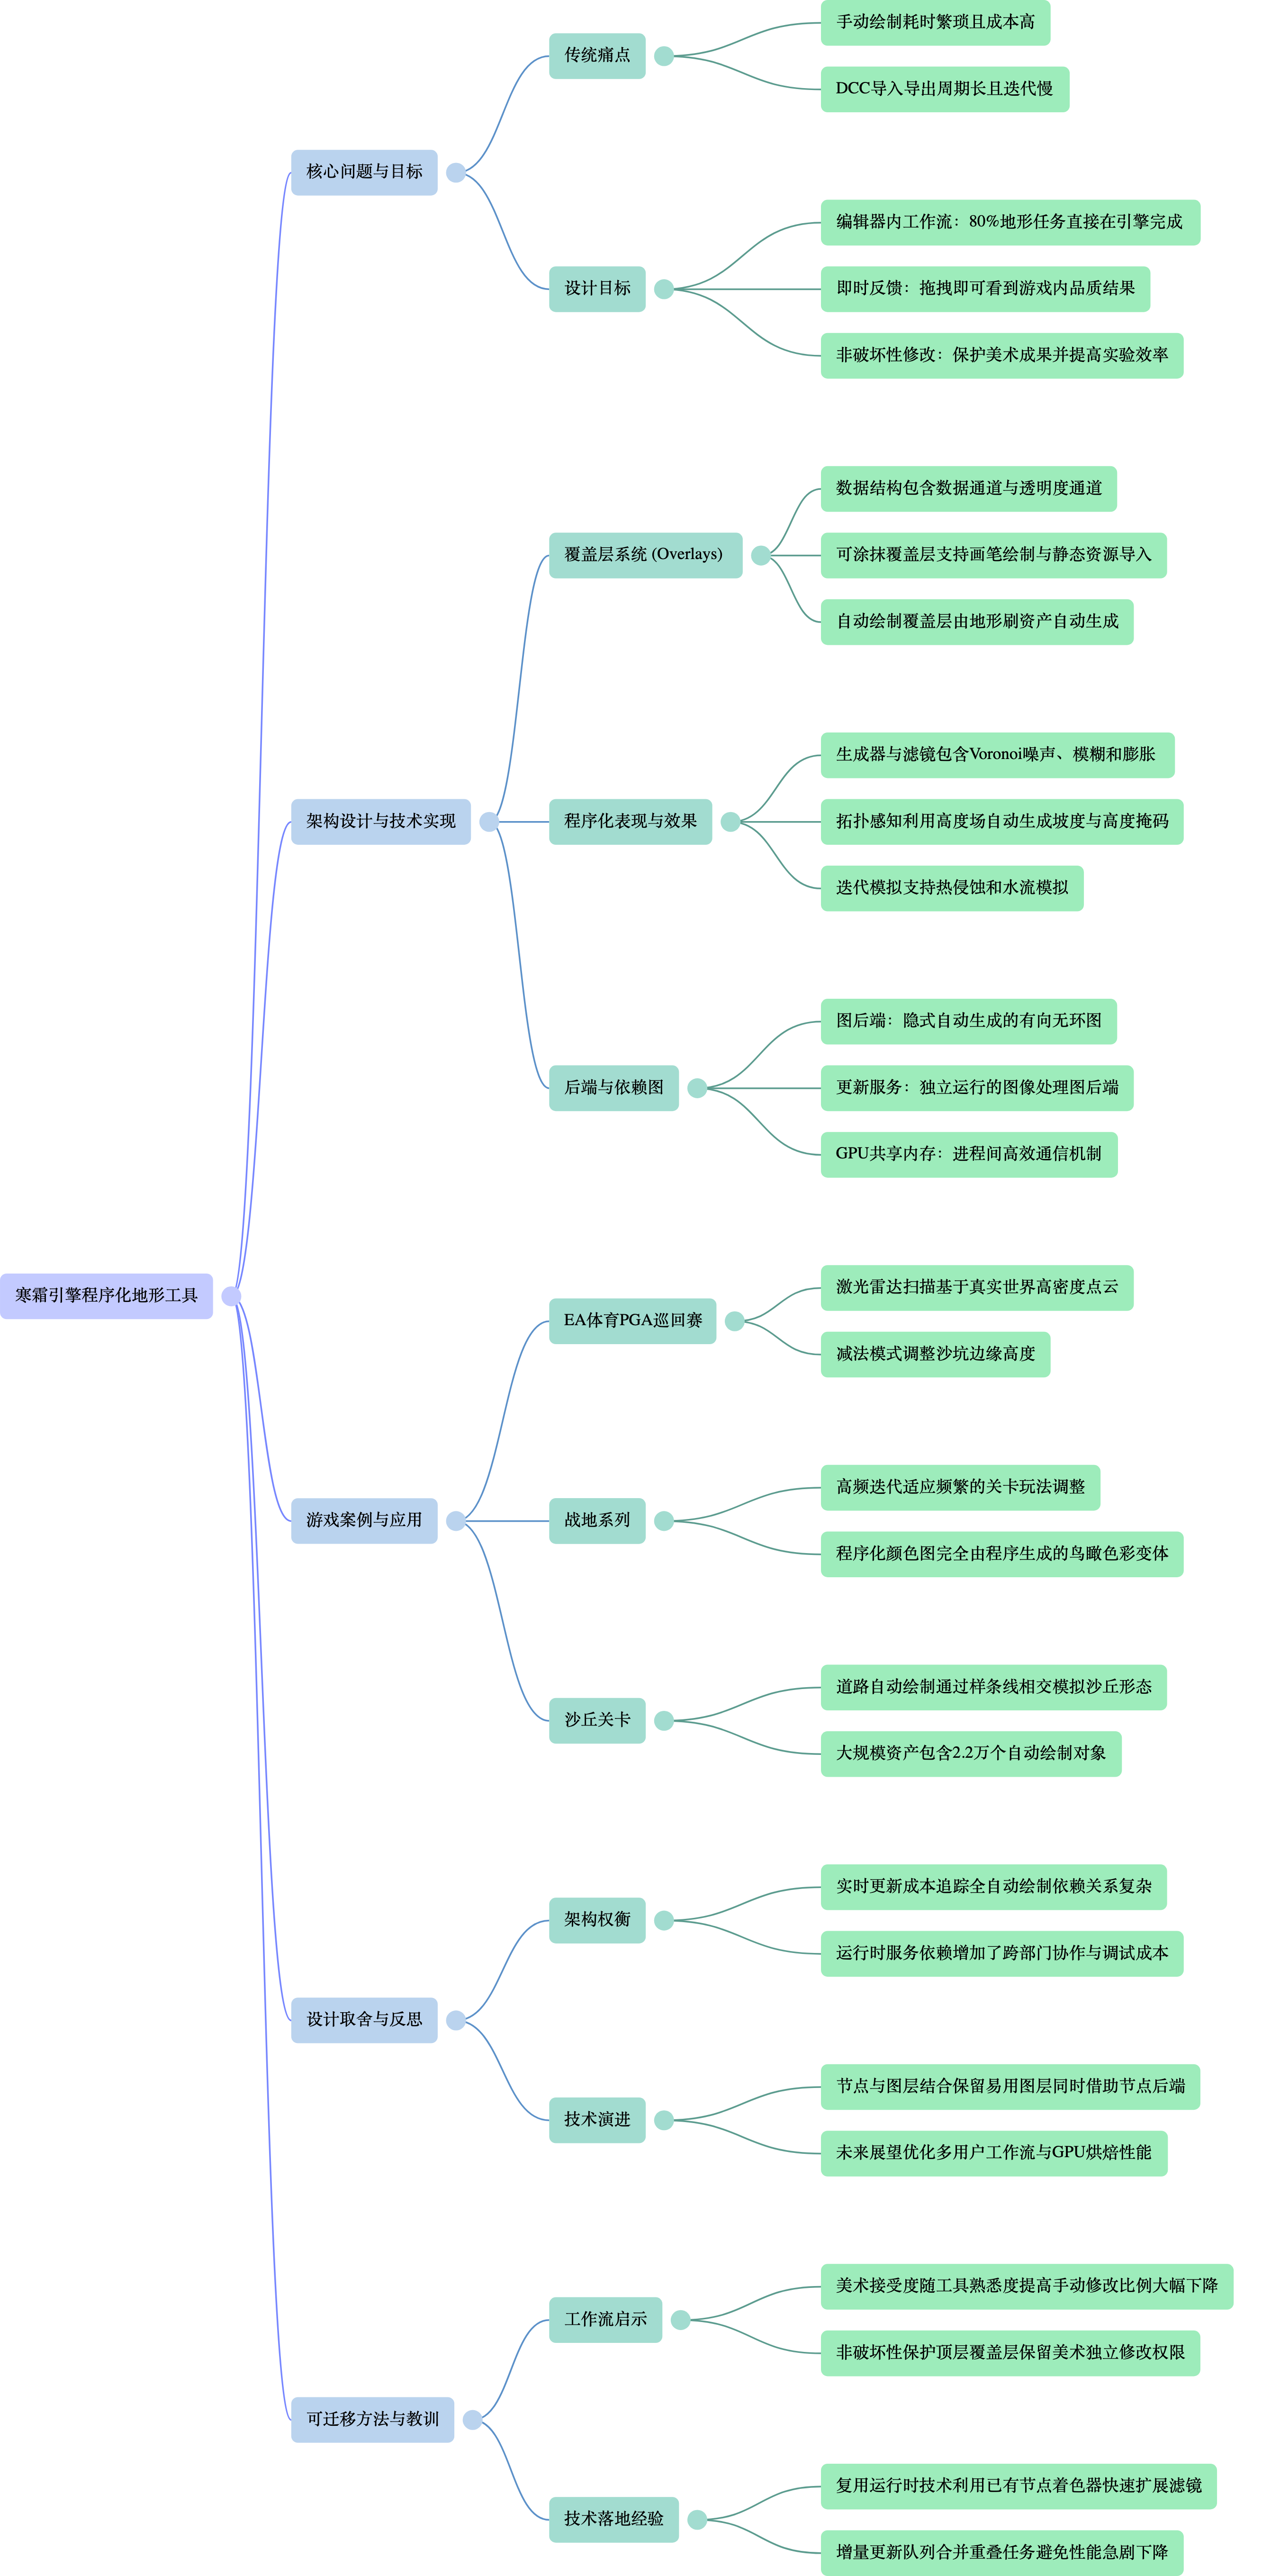 寒霜引擎程序化地形工具
核心问题与目标
传统痛点
手动绘制耗时繁琐且成本高
DCC导入导出周期长且迭代慢
设计目标
编辑器内工作流：80%地形任务直接在引擎完成
即时反馈：拖拽即可看到游戏内品质结果
非破坏性修改：保护美术成果并提高实验效率
架构设计与技术实现
覆盖层系统 (Overlays)
数据结构包含数据通道与透明度通道
可涂抹覆盖层支持画笔绘制与静态资源导入
自动绘制覆盖层由地形刷资产自动生成
程序化表现与效果
生成器与滤镜包含Voronoi噪声、模糊和膨胀
拓扑感知利用高度场自动生成坡度与高度掩码
迭代模拟支持热侵蚀和水流模拟
后端与依赖图
图后端：隐式自动生成的有向无环图
更新服务：独立运行的图像处理图后端
GPU共享内存：进程间高效通信机制
游戏案例与应用
EA体育PGA巡回赛
激光雷达扫描基于真实世界高密度点云
减法模式调整沙坑边缘高度
战地系列
高频迭代适应频繁的关卡玩法调整
程序化颜色图完全由程序生成的鸟瞰色彩变体
沙丘关卡
道路自动绘制通过样条线相交模拟沙丘形态
大规模资产包含2.2万个自动绘制对象
设计取舍与反思
架构权衡
实时更新成本追踪全自动绘制依赖关系复杂
运行时服务依赖增加了跨部门协作与调试成本
技术演进
节点与图层结合保留易用图层同时借助节点后端
未来展望优化多用户工作流与GPU烘焙性能
可迁移方法与教训
工作流启示
美术接受度随工具熟悉度提高手动修改比例大幅下降
非破坏性保护顶层覆盖层保留美术独立修改权限
技术落地经验
复用运行时技术利用已有节点着色器快速扩展滤镜
增量更新队列合并重叠任务避免性能急剧下降